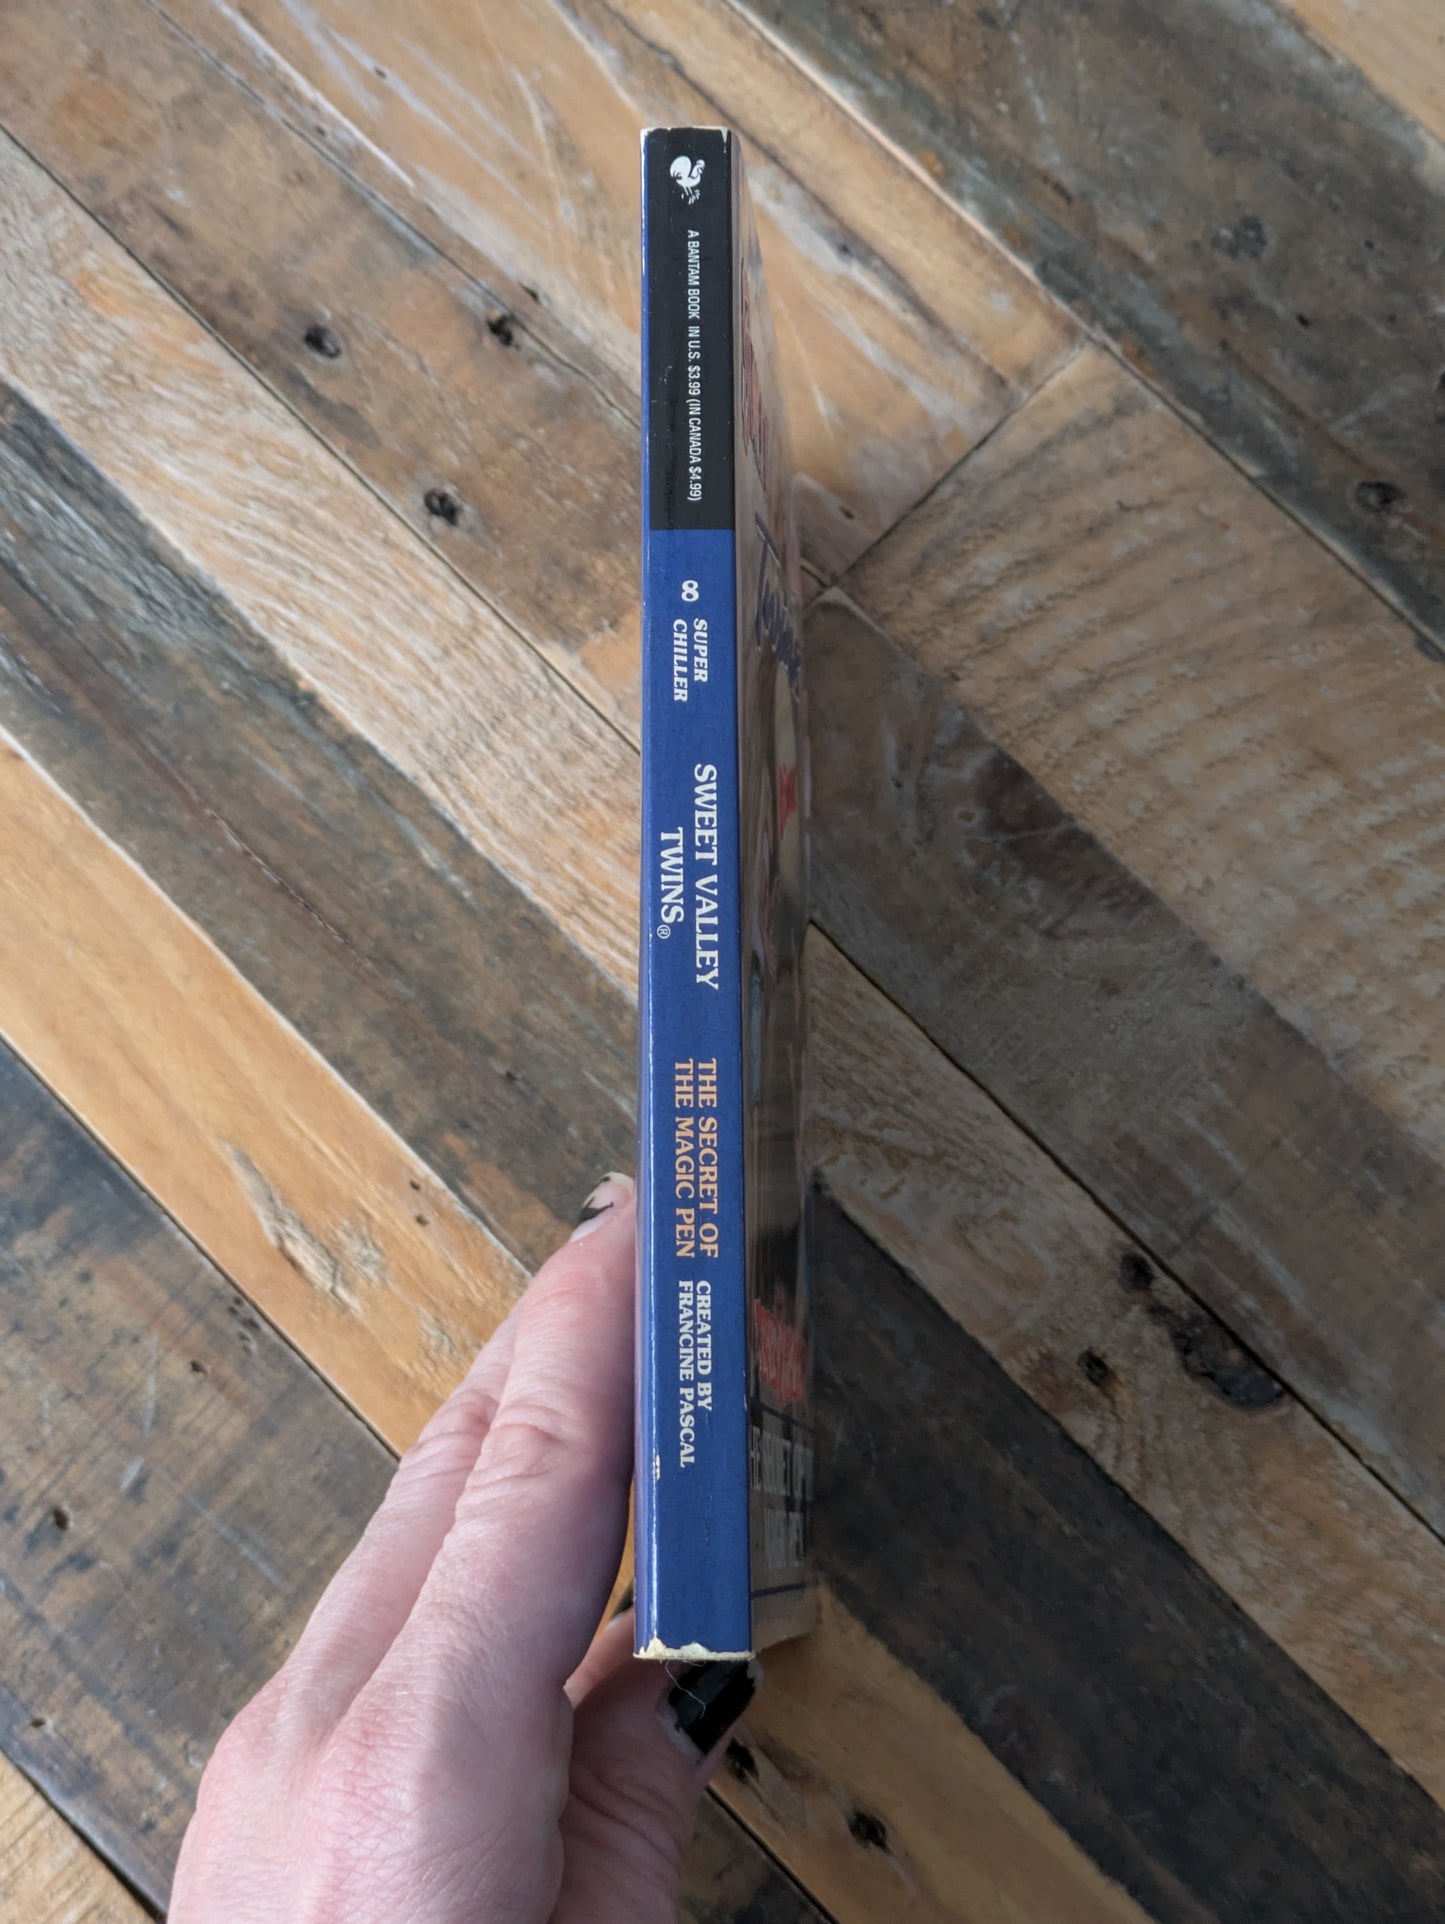 A BANTAM BOOK IN U.S. $3.99 (IN CANADA $4.99)
8
SUPER
CHILLER
SWEET VALLEY
TWINS®
THE SECRET OF
THE MAGIC PEN
CREATED BY
FRANCINE PASCAL